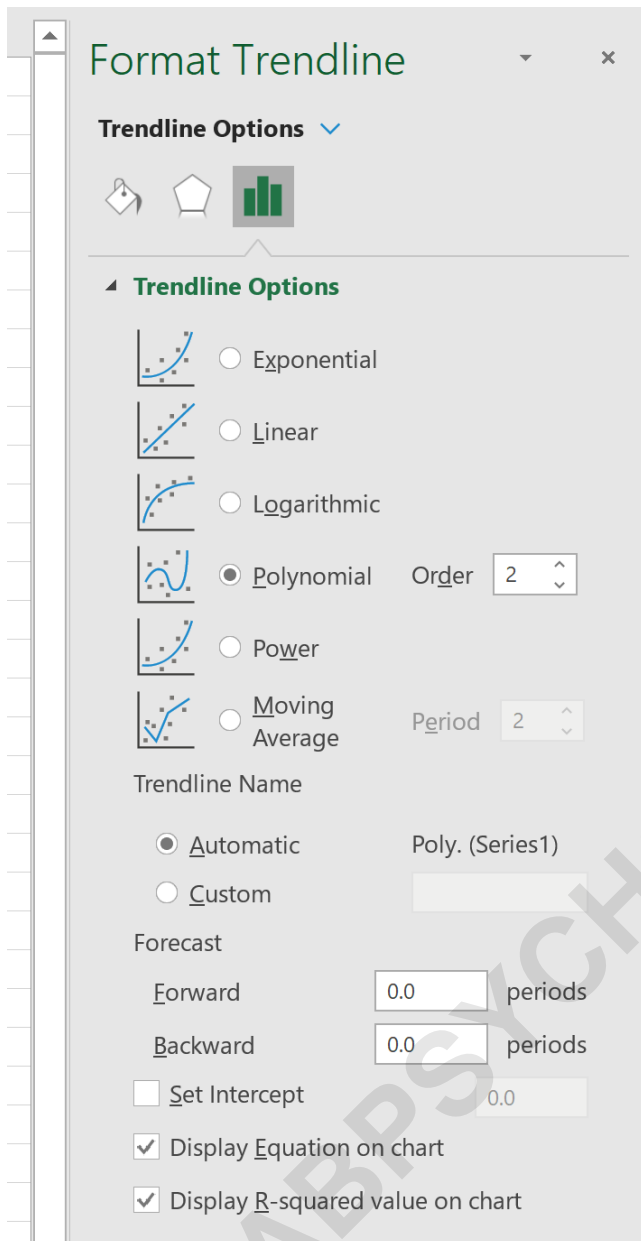 Format Trendline
Trendline Options
Trendline Options
Exponential
Linear
Logarithmic
Polynomial Order 2
Power
Moving
Average Period 2
Trendline Name
Automatic Poly. (Series1)
Custom
Forecast
Forward 0.0 periods
Backward 0.0 periods
Set Intercept 0.0
Display Equation on chart
Display R-squared value on chart
ABPSYCH